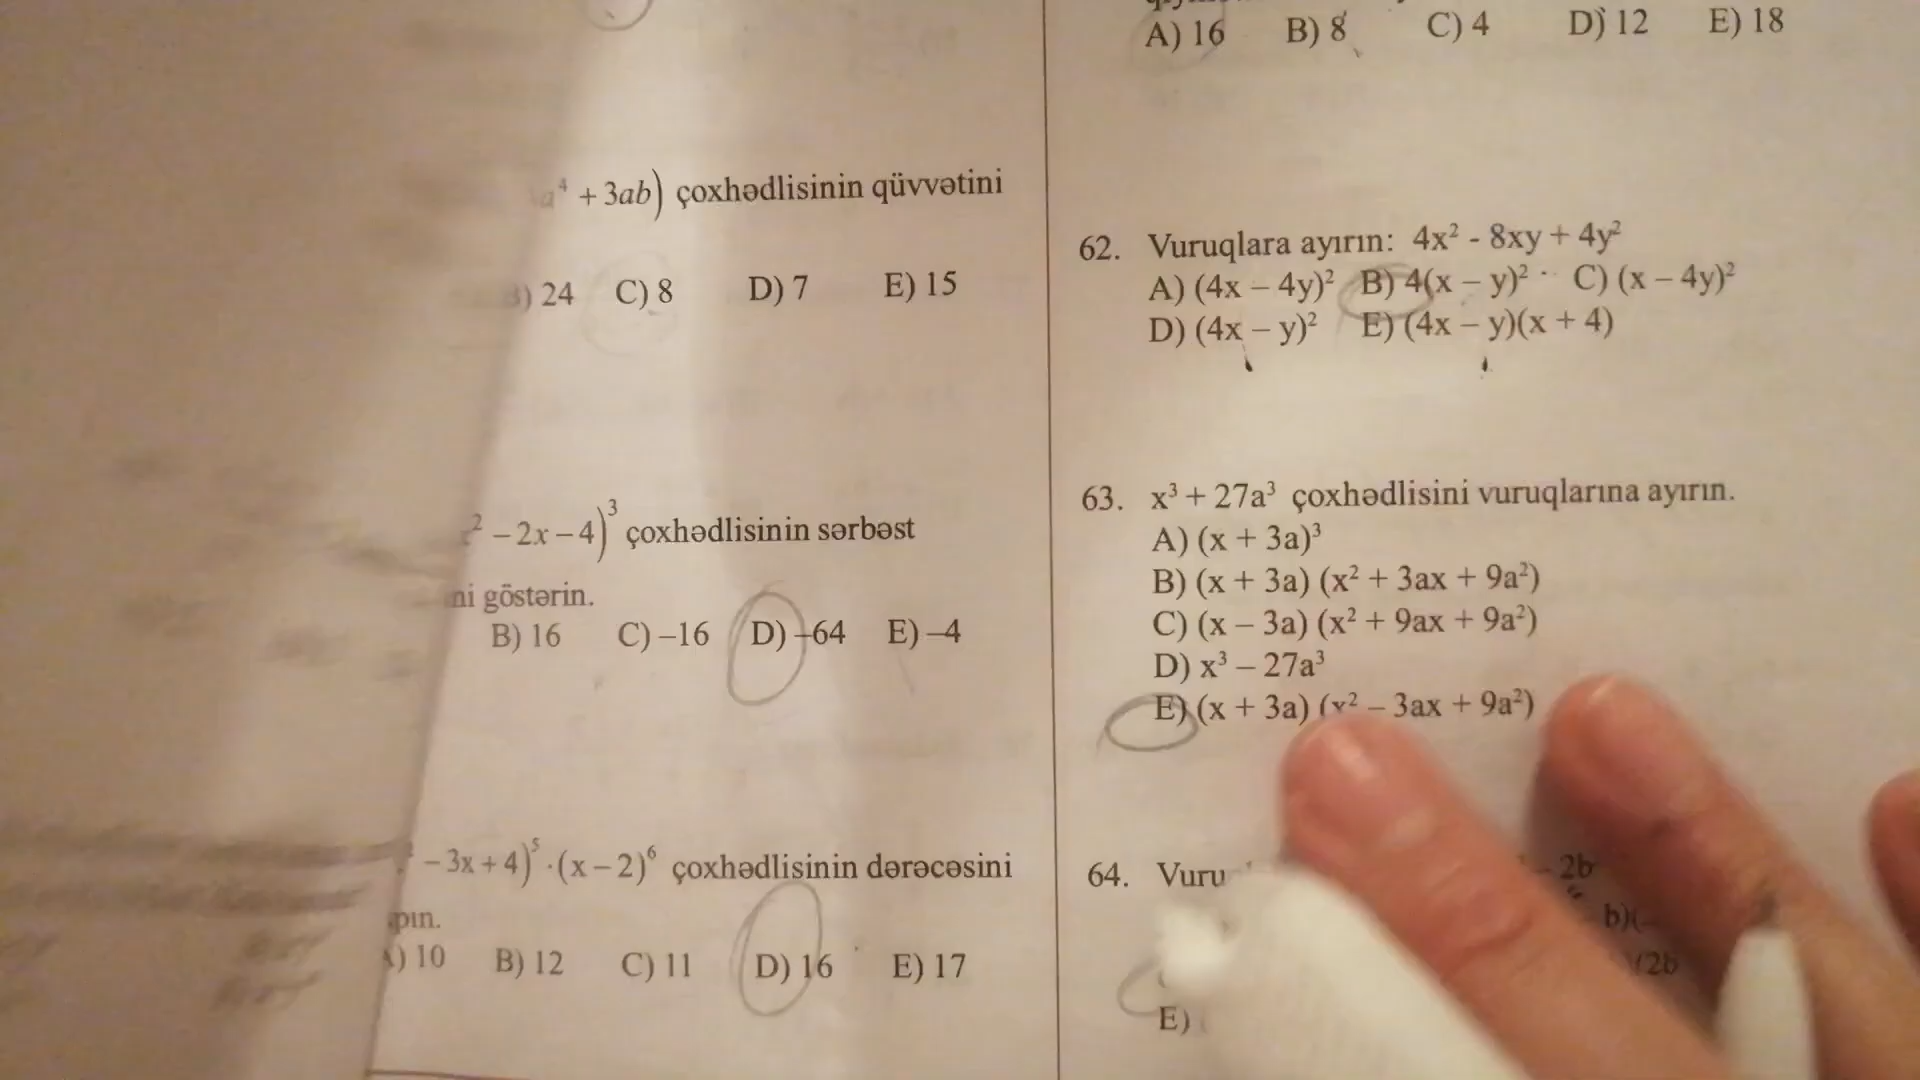 + 3ab) çoxhədlisinin qüvvətini
24 C) 8 D) 7 E) 15
² – 2x – 4)³ çoxhədlisinin sərbəst
ni göstərin.
B) 16 C) –16 D) –64 E) –4
– 3x + 4)⁵ · (x – 2)⁶ çoxhədlisinin dərəcəsini
pın.
) 10 B) 12 C) 11 D) 16 E) 17
A) 16 B) 8 C) 4 D) 12 E) 18
62. Vuruqlara ayırın: 4x² - 8xy + 4y²
A) (4x – 4y)² B) 4(x – y)² C) (x – 4y)²
D) (4x – y)² E) (4x – y)(x + 4)
63. x³ + 27a³ çoxhədlisini vuruqlarına ayırın.
A) (x + 3a)³
B) (x + 3a) (x² + 3ax + 9a²)
C) (x – 3a) (x² + 9ax + 9a²)
D) x³ – 27a³
E) (x + 3a) (x² – 3ax + 9a²)
64. Vuru – 2b
b)(
(2b
E)